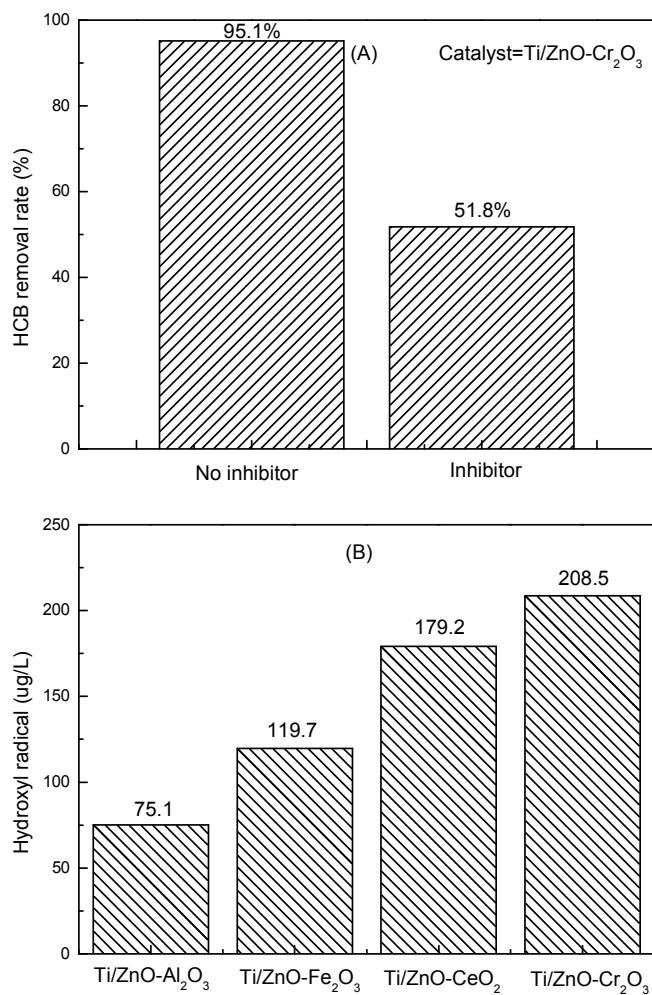 100
80
60
40
20
0
HCB removal rate (%)
95.1%
(A)
Catalyst=Ti/ZnO-Cr₂O₃
51.8%
No inhibitor
Inhibitor
250
200
150
100
50
0
Hydroxyl radical (ug/L)
(B)
75.1
119.7
179.2
208.5
Ti/ZnO-Al₂O₃ Ti/ZnO-Fe₂O₃ Ti/ZnO-CeO₂ Ti/ZnO-Cr₂O₃